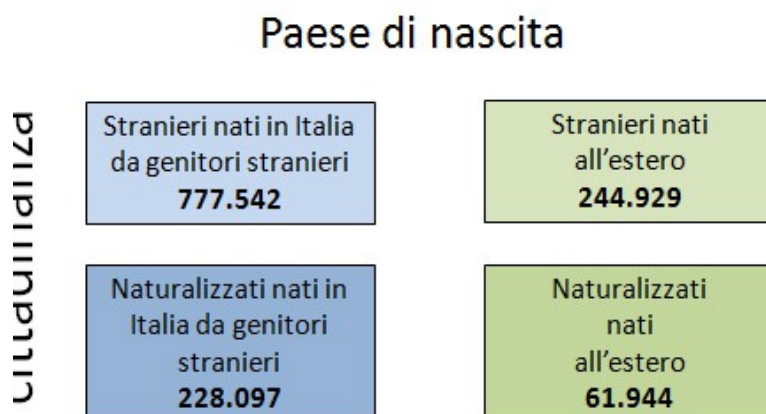 Paese di nascita
Cittadinanza
Stranieri nati in Italia
da genitori stranieri
777.542
Stranieri nati
all'estero
244.929
Naturalizzati nati in
Italia da genitori
stranieri
228.097
Naturalizzati
nati
all'estero
61.944